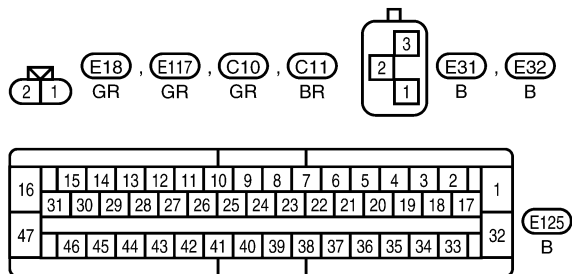 2 1 E18 , E117 , C10 , C11
GR GR GR BR
3
2
1
E31 , E32
B B
16 15 14 13 12 11 10 9 8 7 6 5 4 3 2 1
31 30 29 28 27 26 25 24 23 22 21 20 19 18 17
47 46 45 44 43 42 41 40 39 38 37 36 35 34 33 32
E125
B